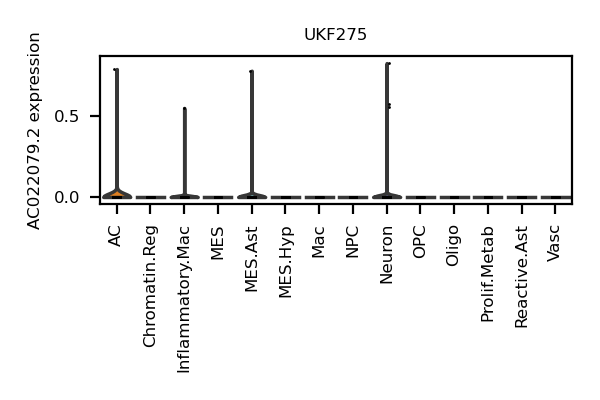 UKF275
AC022079.2 expression
0.5
0.0
AC
Chromatin.Reg
Inflammatory.Mac
MES
MES.Ast
MES.Hyp
Mac
NPC
Neuron
OPC
Oligo
Prolif.Metab
Reactive.Ast
Vasc